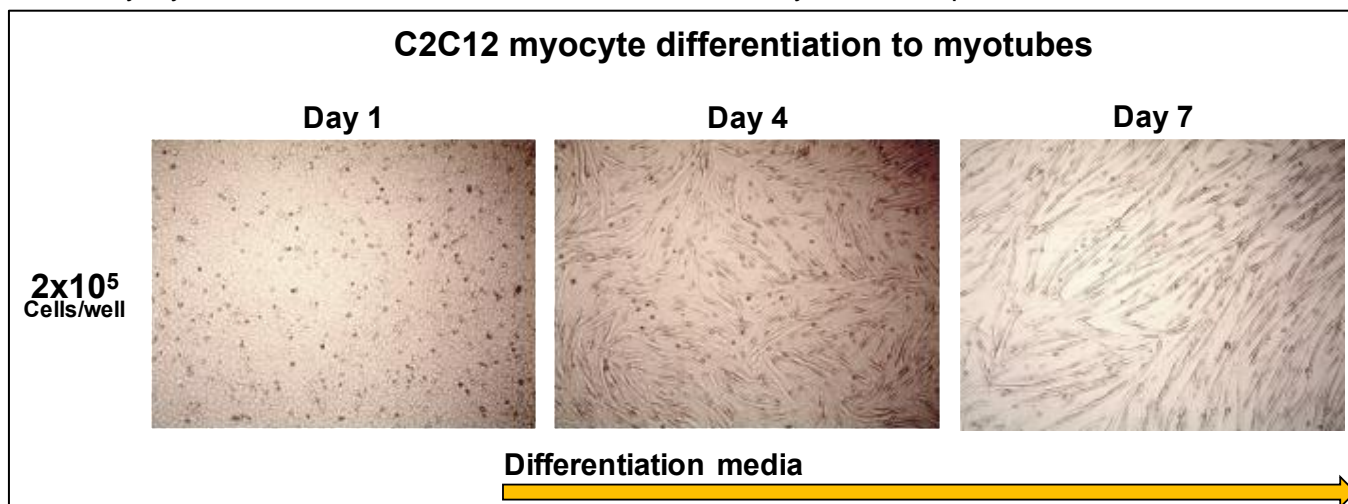 C2C12 myocyte differentiation to myotubes
Day 1 Day 4 Day 7
2x10⁵
Cells/well
Differentiation media